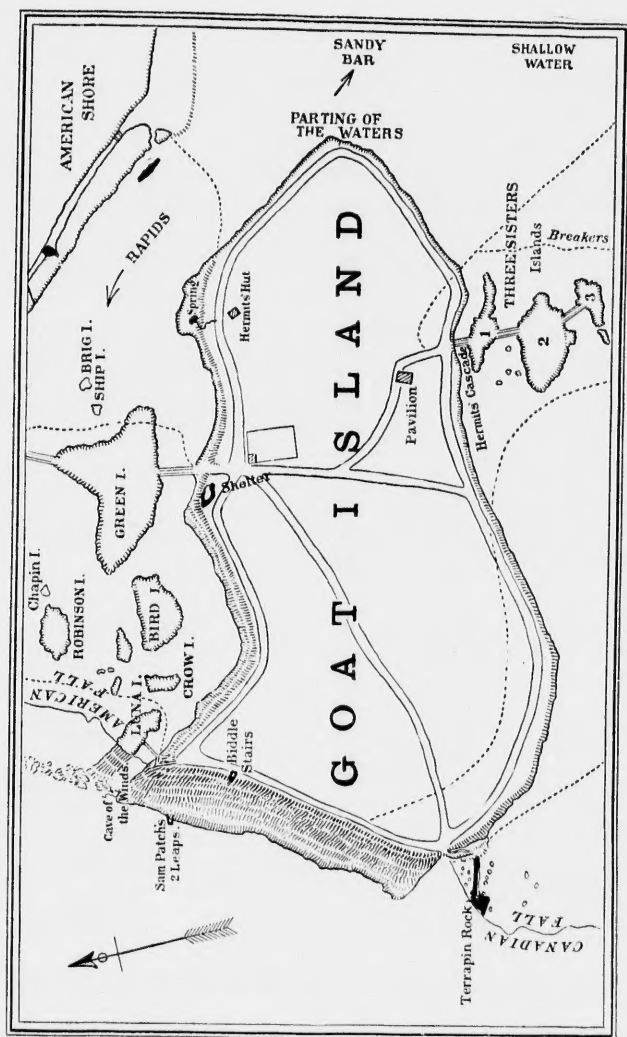 SANDY
BAR
SHALLOW
WATER
AMERICAN
SHORE
PARTING OF
THE WATERS
RAPIDS
THREE SISTERS
Islands
Breakers
Spring
Hermits' Hut
1
2
3
BRIG I.
SHIP I.
Hermits' Cascade
Pavilion
GREEN I.
Shelter
GOAT ISLAND
Chapin I.
ROBINSON I.
BIRD I.
CROW I.
LUNA I.
AMERICAN
FALL
Biddle
Stairs
Cave of
the Winds.
Sam Patch's
2 Leaps.
Terrapin Rock
CANADIAN
FALL